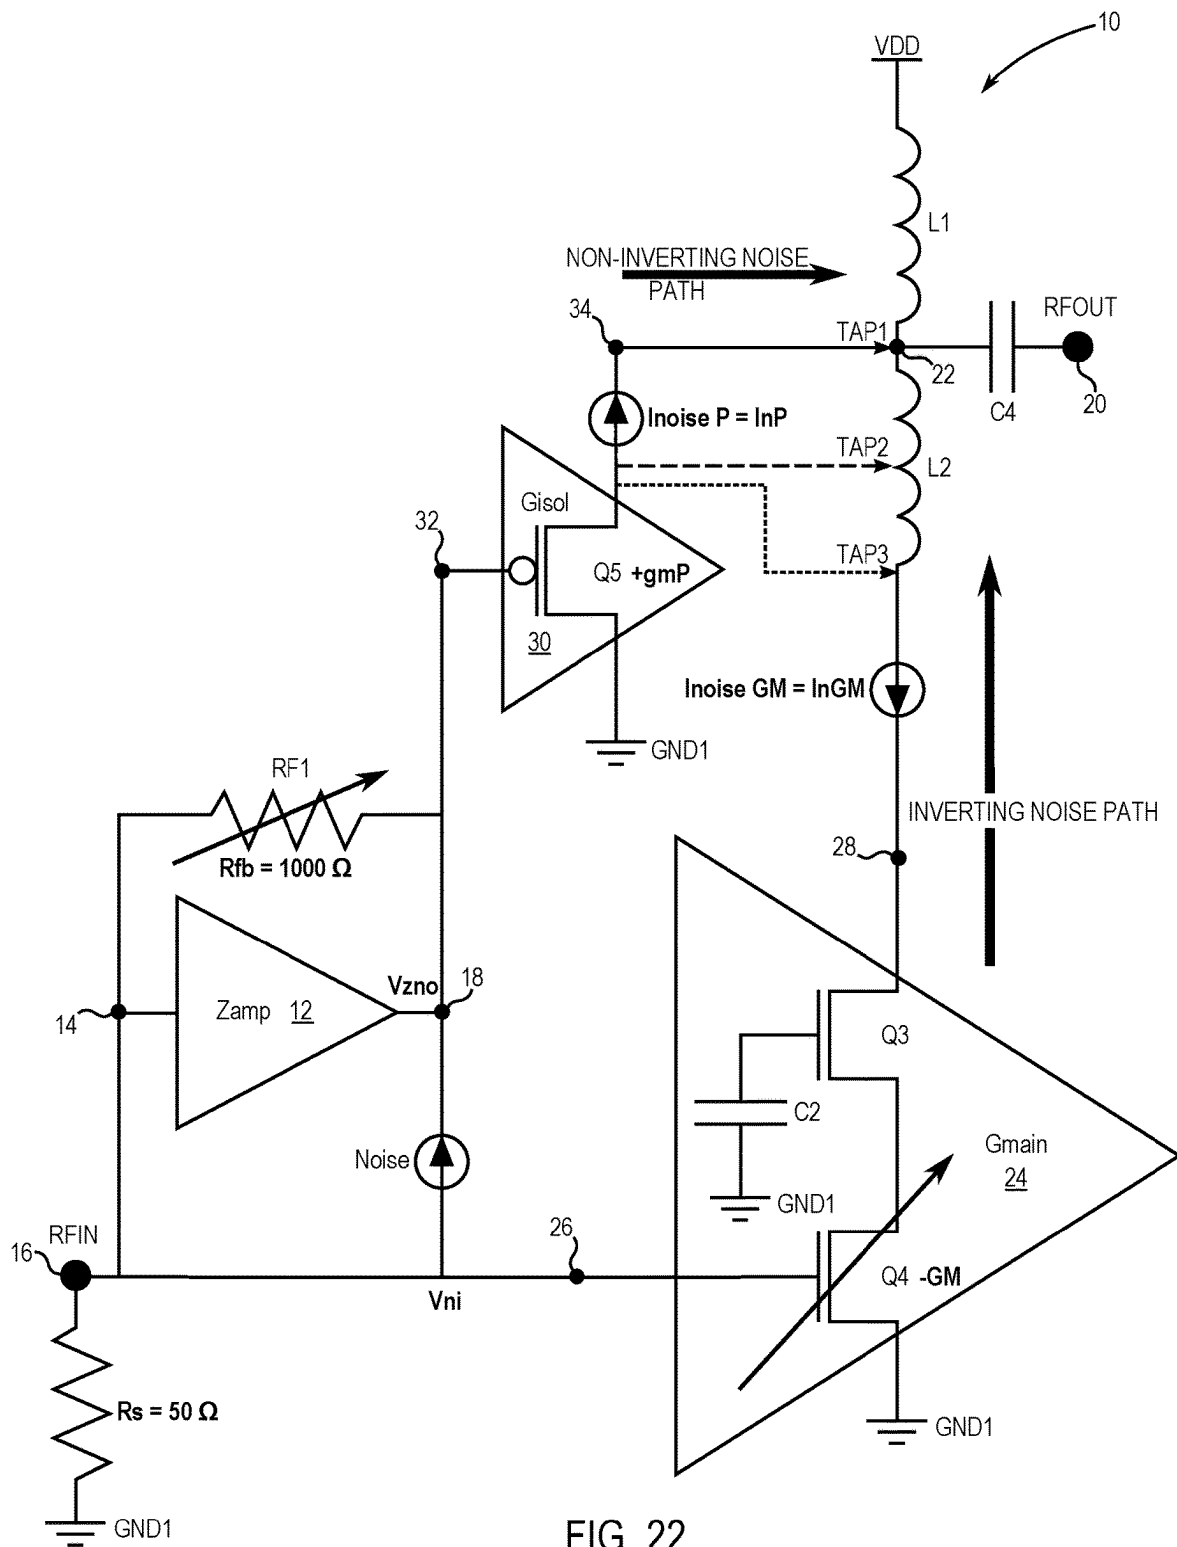 10
VDD
L1
NON-INVERTING NOISE
PATH
34
TAP1
RFOUT
22
20
C4
Inoise P = InP
TAP2
L2
Gisol
32
TAP3
Q5 +gmP
30
Inoise GM = InGM
GND1
RF1
INVERTING NOISE PATH
Rfb = 1000 Ω
28
Vzno
18
14
Zamp 12
Q3
C2
Noise
Gmain
24
GND1
RFIN
26
16
Q4 -GM
Vni
Rs = 50 Ω
GND1
GND1
FIG. 22